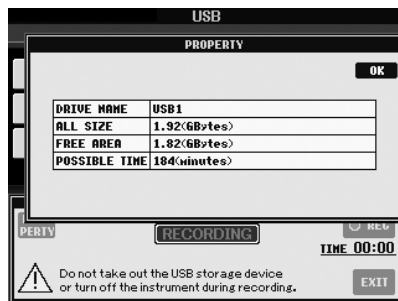 USB
PROPERTY
OK
DRIVE NAME USB1
ALL SIZE 1.92(GBytes)
FREE AREA 1.82(GBytes)
POSSIBLE TIME 184(minutes)
PERTY
RECORDING
REC
TIME 00:00
Do not take out the USB storage device
or turn off the instrument during recording.
EXIT